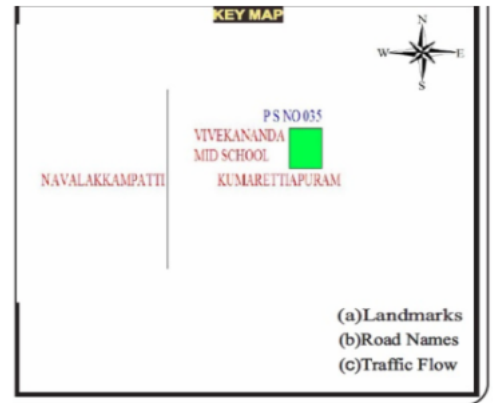 KEY MAP
N
W E
S
P S NO 035
VIVEKANANDA
MID SCHOOL
NAVALAKKAMPATTI KUMARETTIAPURAM
(a)Landmarks
(b)Road Names
(c)Traffic Flow